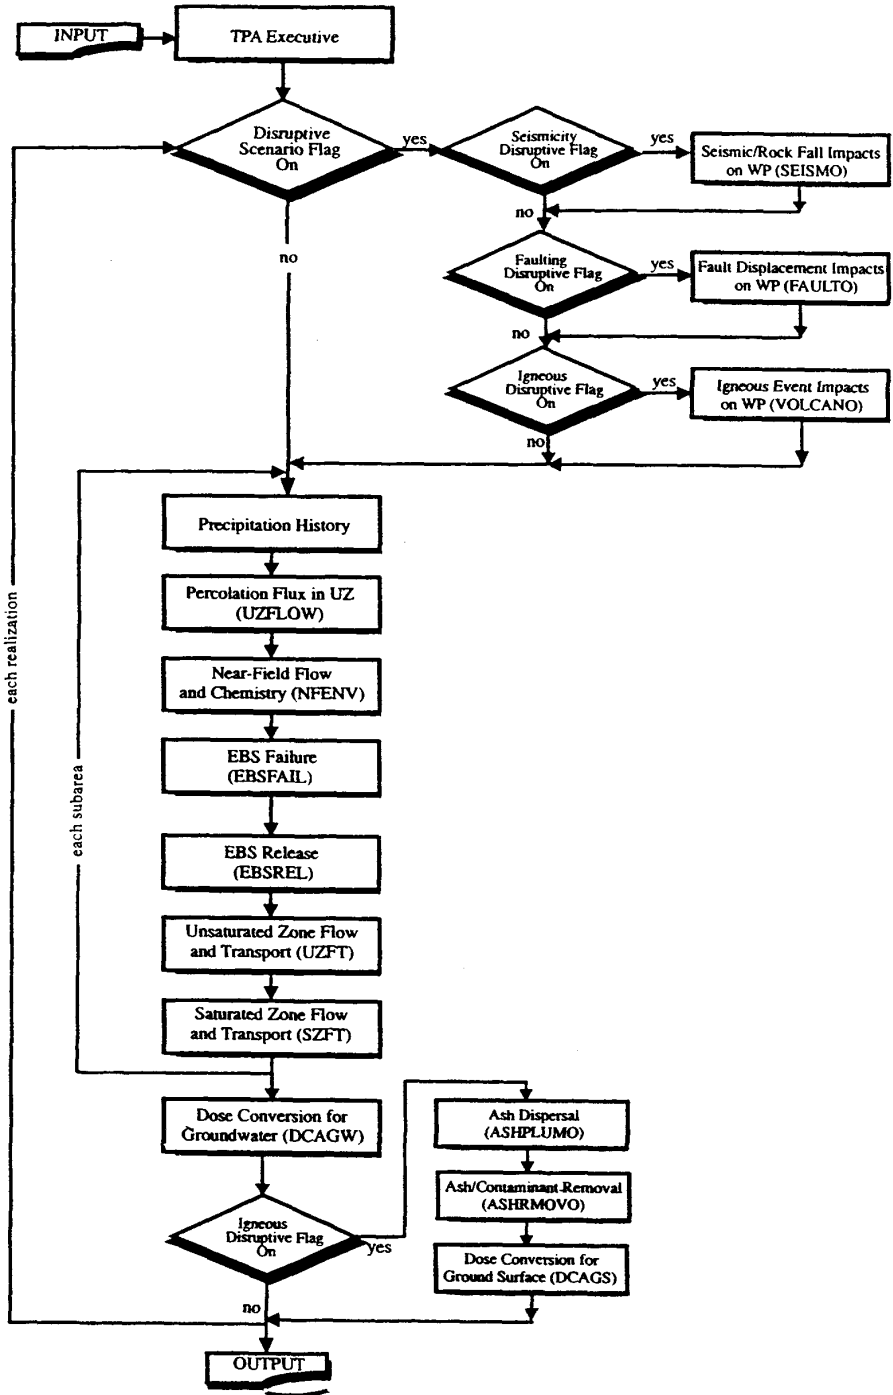 INPUT
TPA Executive
Disruptive
Scenario Flag
On
yes
Seismicity
Disruptive Flag
On
yes
Seismic/Rock Fall Impacts
on WP (SEISMO)
no
no
Faulting
Disruptive Flag
On
yes
Fault Displacement Impacts
on WP (FAULTO)
no
Igneous
Disruptive Flag
On
yes
Igneous Event Impacts
on WP (VOLCANO)
no
Precipitation History
Percolation Flux in UZ
(UZFLOW)
Near-Field Flow
and Chemistry (NFENV)
EBS Failure
(EBSFAIL)
EBS Release
(EBSREL)
Unsaturated Zone Flow
and Transport (UZFT)
Saturated Zone Flow
and Transport (SZFT)
each realization
each subarea
Dose Conversion for
Groundwater (DCAGW)
Igneous
Disruptive Flag
On
yes
Ash Dispersal
(ASHPLUMO)
Ash/Contaminant Removal
(ASHRMOVO)
Dose Conversion for
Ground Surface (DCAGS)
no
OUTPUT